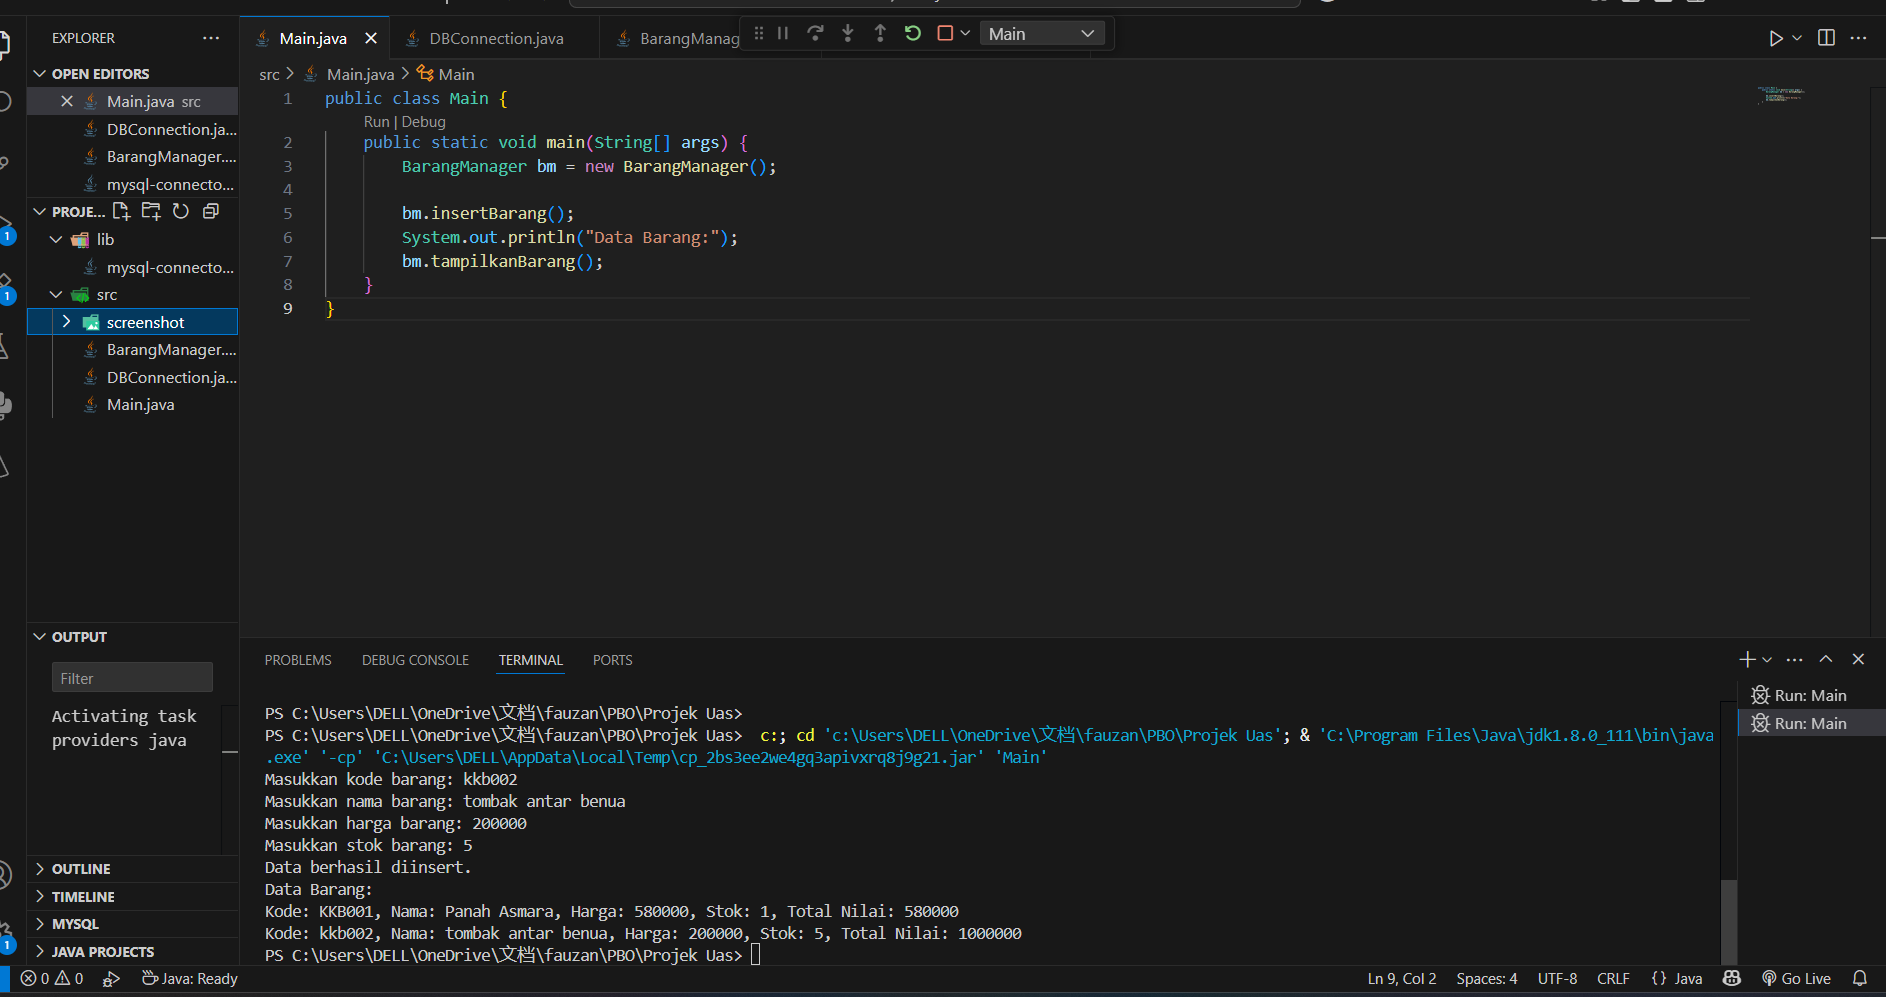 EXPLORER
OPEN EDITORS
Main.java src
DBConnection.ja...
BarangManager....
mysql-connecto...
PROJE...
lib
mysql-connecto...
src
screenshot
BarangManager....
DBConnection.ja...
Main.java
OUTPUT
Filter
Activating task
providers java
OUTLINE
TIMELINE
MYSQL
JAVA PROJECTS
1
1
1
Main.java
DBConnection.java
BarangManag
Main
src > Main.java > Main
1 public class Main {
Run | Debug
2 public static void main(String[] args) {
3 BarangManager bm = new BarangManager();
4
5 bm.insertBarang();
6 System.out.println("Data Barang:");
7 bm.tampilkanBarang();
8 }
9 }
PROBLEMS DEBUG CONSOLE TERMINAL PORTS
Run: Main
Run: Main
PS C:\Users\DELL\OneDrive\文档\fauzan\PBO\Projek Uas>
PS C:\Users\DELL\OneDrive\文档\fauzan\PBO\Projek Uas> c:; cd 'c:\Users\DELL\OneDrive\文档\fauzan\PBO\Projek Uas'; & 'C:\Program Files\Java\jdk1.8.0_111\bin\java
.exe' '-cp' 'C:\Users\DELL\AppData\Local\Temp\cp_2bs3ee2we4gq3apivxrq8j9g21.jar' 'Main'
Masukkan kode barang: kkb002
Masukkan nama barang: tombak antar benua
Masukkan harga barang: 200000
Masukkan stok barang: 5
Data berhasil diinsert.
Data Barang:
Kode: KKB001, Nama: Panah Asmara, Harga: 580000, Stok: 1, Total Nilai: 580000
Kode: kkb002, Nama: tombak antar benua, Harga: 200000, Stok: 5, Total Nilai: 1000000
PS C:\Users\DELL\OneDrive\文档\fauzan\PBO\Projek Uas>
0 0 Java: Ready
Ln 9, Col 2 Spaces: 4 UTF-8 CRLF {} Java Go Live